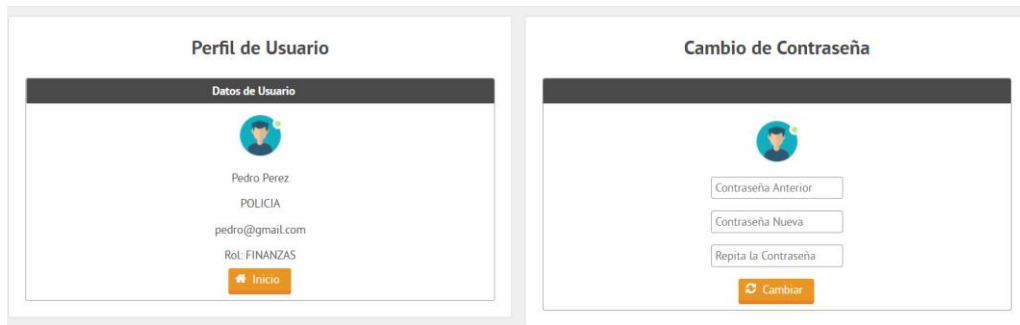 Perfil de Usuario
Datos de Usuario
Pedro Perez
POLICIA
pedro@gmail.com
Rol: FINANZAS
Inicio
Cambio de Contraseña
Contraseña Anterior
Contraseña Nueva
Repita la Contraseña
Cambiar